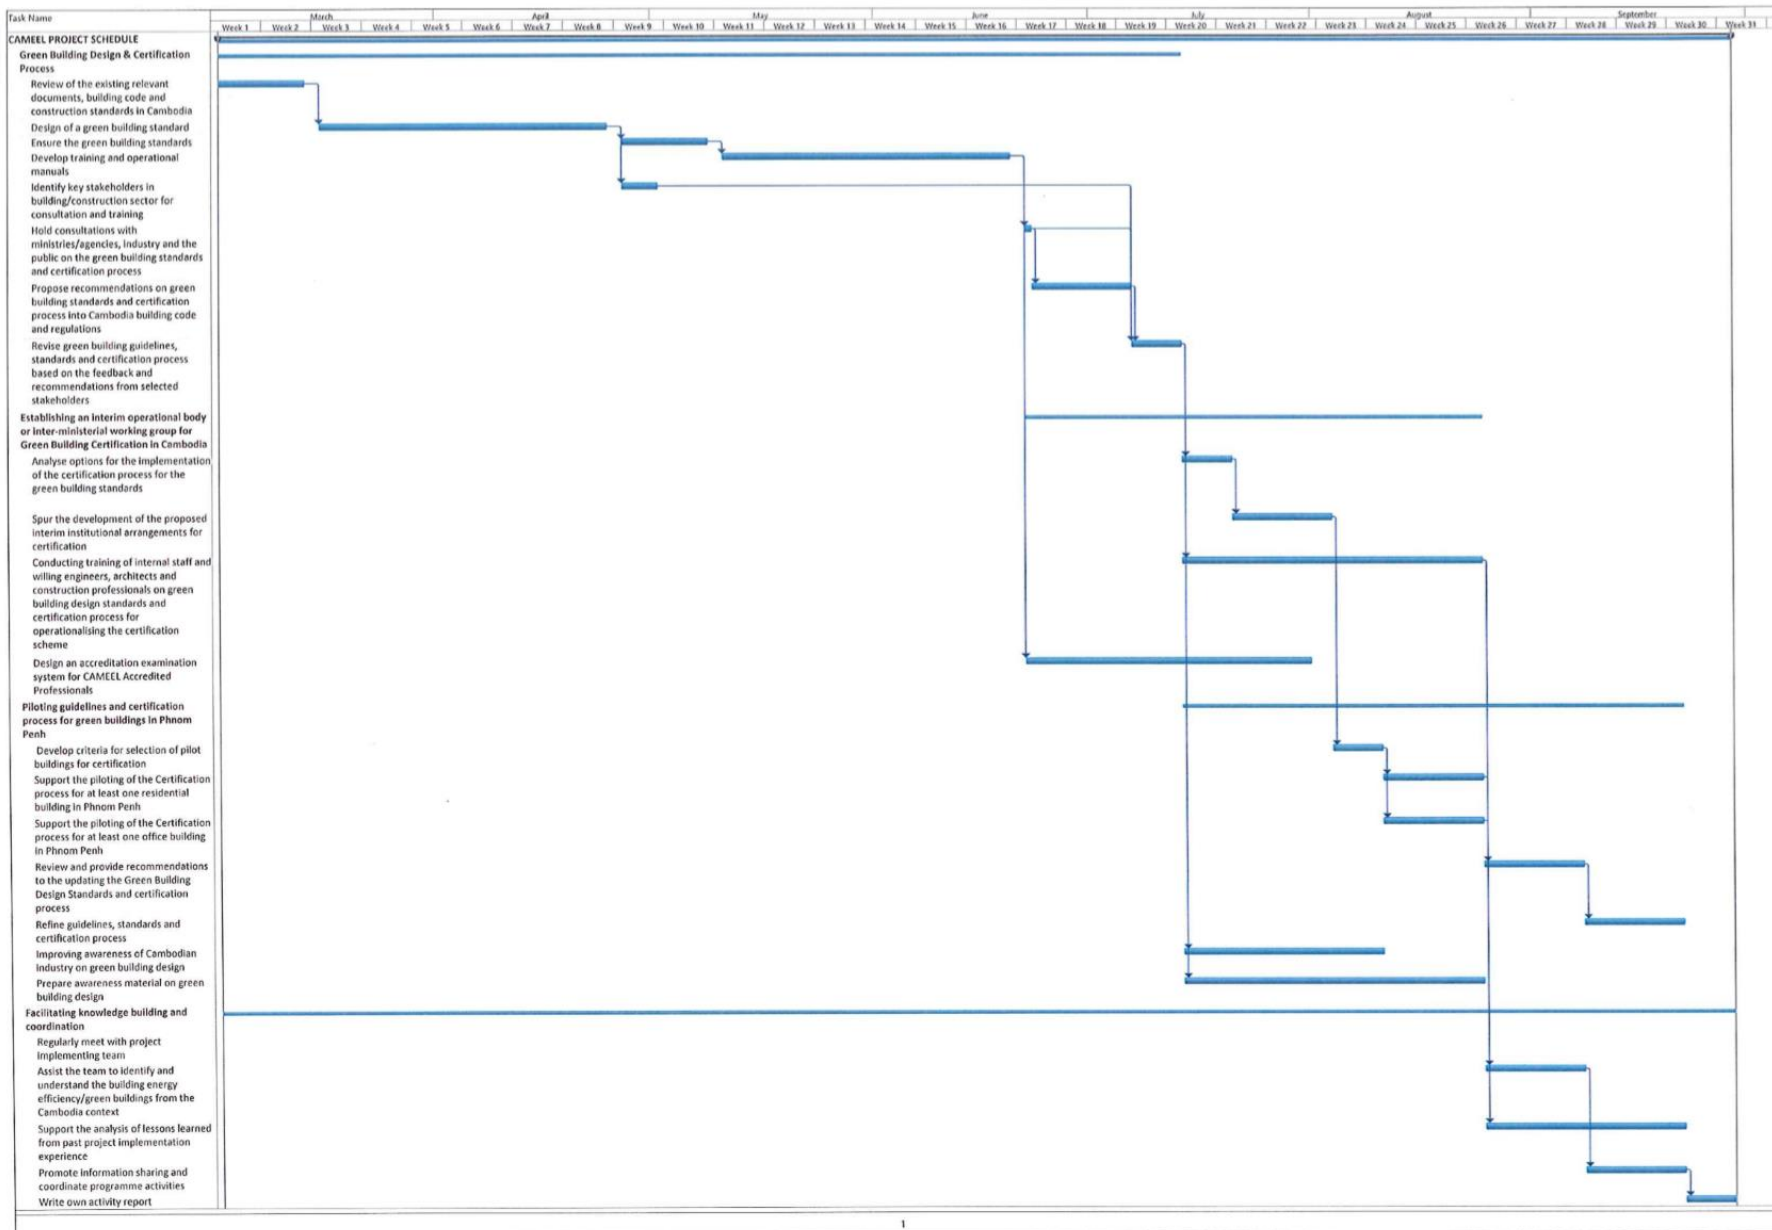 Task Name
March April May June July August September
Week 1 Week 2 Week 3 Week 4 Week 5 Week 6 Week 7 Week 8 Week 9 Week 10 Week 11 Week 12 Week 13 Week 14 Week 15 Week 16 Week 17 Week 18 Week 19 Week 20 Week 21 Week 22 Week 23 Week 24 Week 25 Week 26 Week 27 Week 28 Week 29 Week 30 Week 31
CAMEEL PROJECT SCHEDULE
Green Building Design & Certification
Process
Review of the existing relevant
documents, building code and
construction standards in Cambodia
Design of a green building standard
Ensure the green building standards
Develop training and operational
manuals
Identify key stakeholders in
building/construction sector for
consultation and training
Hold consultations with
ministries/agencies, industry and the
public on the green building standards
and certification process
Propose recommendations on green
building standards and certification
process into Cambodia building code
and regulations
Revise green building guidelines,
standards and certification process
based on the feedback and
recommendations from selected
stakeholders
Establishing an interim operational body
or inter-ministerial working group for
Green Building Certification in Cambodia
Analyse options for the implementation
of the certification process for the
green building standards
Spur the development of the proposed
interim institutional arrangements for
certification
Conducting training of internal staff and
willing engineers, architects and
construction professionals on green
building design standards and
certification process for
operationalising the certification
scheme
Design an accreditation examination
system for CAMEEL Accredited
Professionals
Piloting guidelines and certification
process for green buildings in Phnom
Penh
Develop criteria for selection of pilot
buildings for certification
Support the piloting of the Certification
process for at least one residential
building in Phnom Penh
Support the piloting of the Certification
process for at least one office building
in Phnom Penh
Review and provide recommendations
to the updating the Green Building
Design Standards and certification
process
Refine guidelines, standards and
certification process
Improving awareness of Cambodian
Industry on green building design
Prepare awareness material on green
building design
Facilitating knowledge building and
coordination
Regularly meet with project
implementing team
Assist the team to identify and
understand the building energy
efficiency/green buildings from the
Cambodia context
Support the analysis of lessons learned
from past project implementation
experience
Promote information sharing and
coordinate programme activities
Write own activity report
1